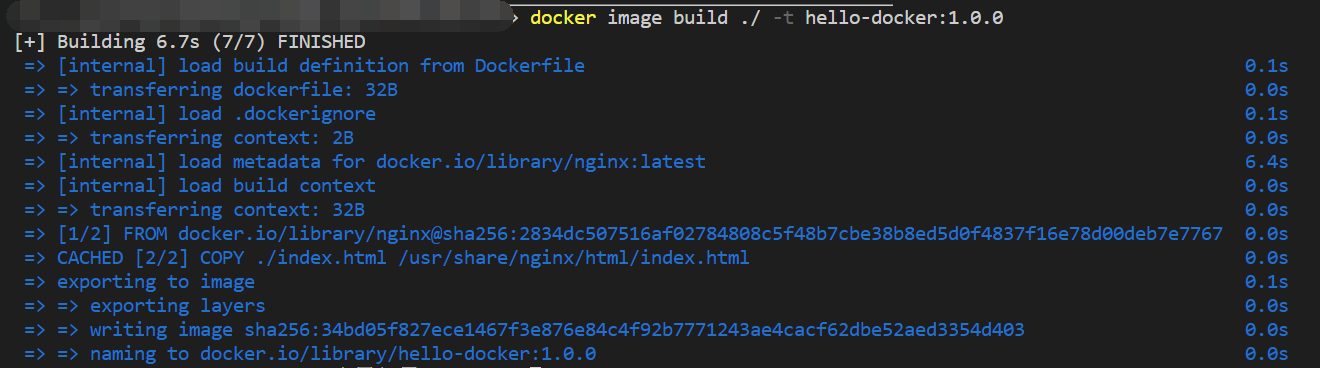 > docker image build ./ -t hello-docker:1.0.0
[+] Building 6.7s (7/7) FINISHED
=> [internal] load build definition from Dockerfile 0.1s
=> => transferring dockerfile: 32B 0.0s
=> [internal] load .dockerignore 0.1s
=> => transferring context: 2B 0.0s
=> [internal] load metadata for docker.io/library/nginx:latest 6.4s
=> [internal] load build context 0.0s
=> => transferring context: 32B 0.0s
=> [1/2] FROM docker.io/library/nginx@sha256:2834dc507516af02784808c5f48b7cbe38b8ed5d0f4837f16e78d00deb7e7767 0.0s
=> CACHED [2/2] COPY ./index.html /usr/share/nginx/html/index.html 0.0s
=> exporting to image 0.1s
=> => exporting layers 0.0s
=> => writing image sha256:34bd05f827ece1467f3e876e84c4f92b7771243ae4cacf62dbe52aed3354d403 0.0s
=> => naming to docker.io/library/hello-docker:1.0.0 0.0s